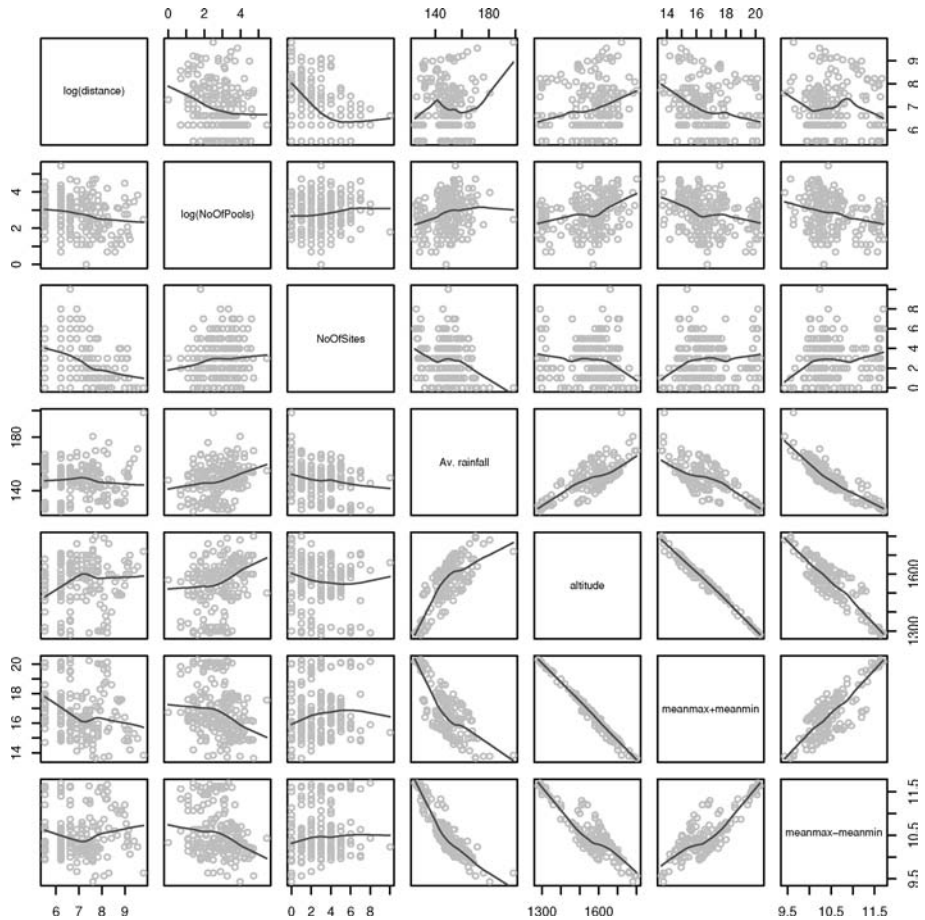 0 2 4
140 180
14 16 18 20
log(distance)
6 7 8 9
0 2 4
log(NoOfPools)
NoOfSites
0 2 4 6 8
140 180
Av. rainfall
altitude
1300 1600
14 16 18 20
meanmax+meanmin
meanmax−meanmin
9.5 10.5 11.5
6 7 8 9
0 2 4 6 8
1300 1600
9.5 10.5 11.5